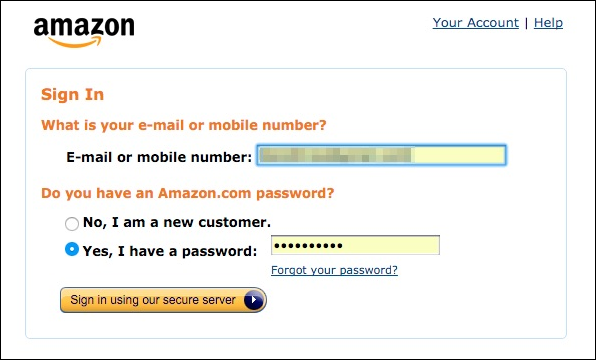 amazon
Your Account | Help
Sign In
What is your e-mail or mobile number?
E-mail or mobile number:
Do you have an Amazon.com password?
No, I am a new customer.
Yes, I have a password: ••••••••••
Forgot your password?
Sign in using our secure server